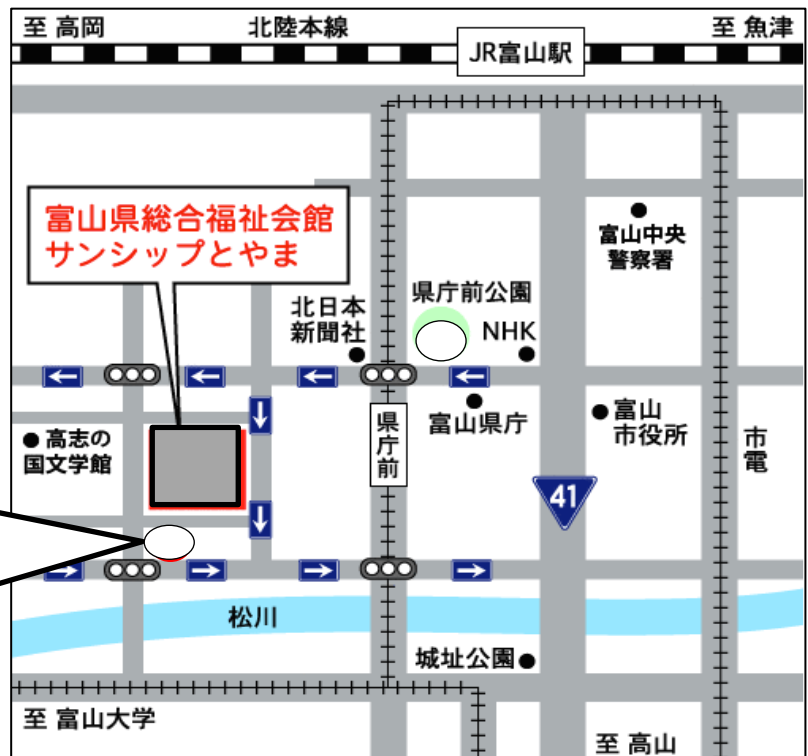 至 高岡
北陸本線
至 魚津
JR富山駅
富山県総合福祉会館
サンシップとやま
富山中央
警察署
県庁前公園
北日本
新聞社
NHK
富山県庁
富山
市役所
高志の
国文学館
県庁前
市電
41
松川
城址公園
至 富山大学
至 高山